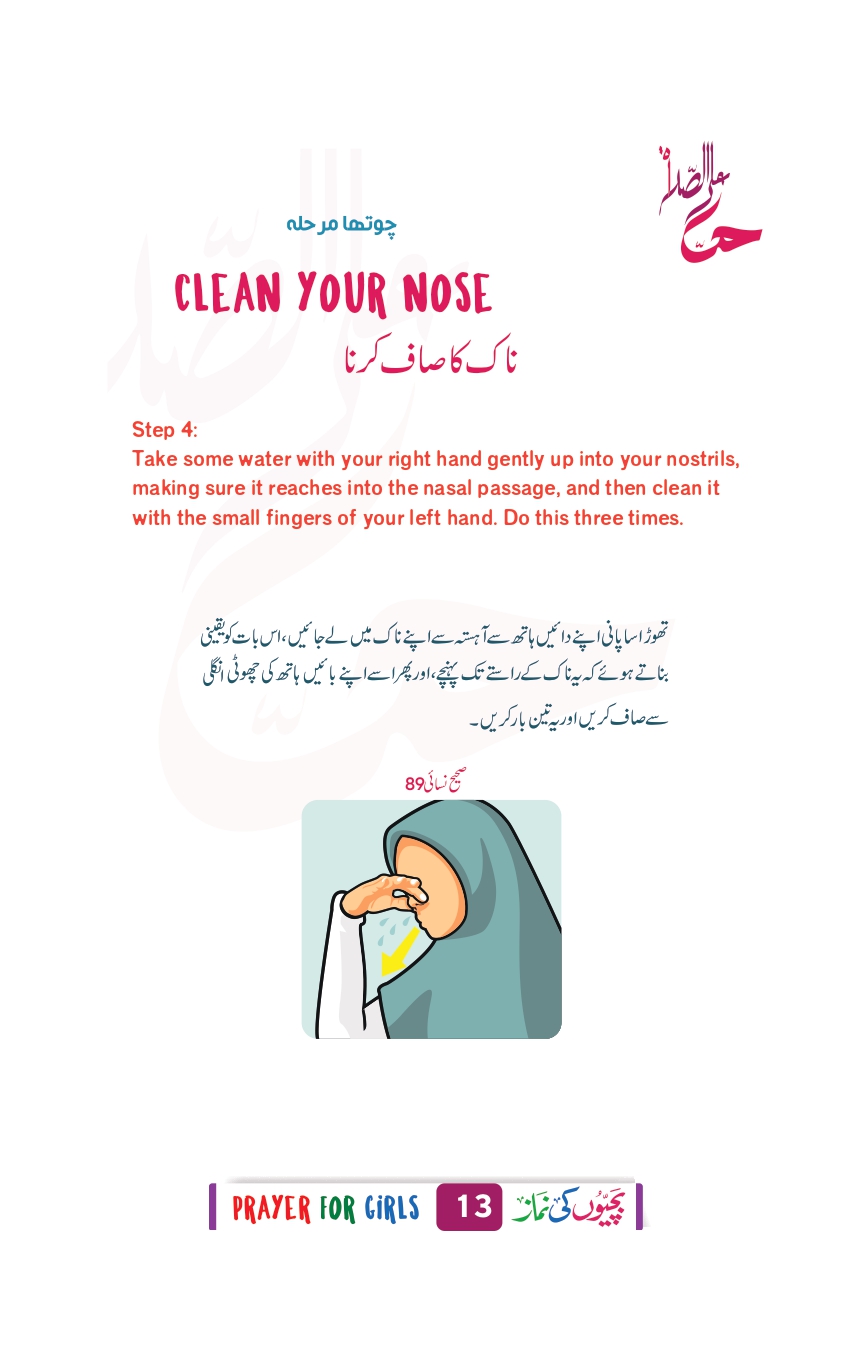 حی علی الصلاۃ
چوتھا مرحلہ
CLEAN YOUR NOSE
ناک کا صاف کرنا
Step 4:
Take some water with your right hand gently up into your nostrils,
making sure it reaches into the nasal passage, and then clean it
with the small fingers of your left hand. Do this three times.
تھوڑا سا پانی اپنے دائیں ہاتھ سے آہستہ سے اپنے ناک میں لے جائیں، اس بات کو یقینی
بناتے ہوئے کہ یہ ناک کے راستے تک پہنچے، اور پھر اسے اپنے بائیں ہاتھ کی چھوٹی انگلی
سے صاف کریں اور یہ تین بار کریں۔
صحیح نسائی 89
PRAYER FOR GiRLS 13 بچیوں کی نماز